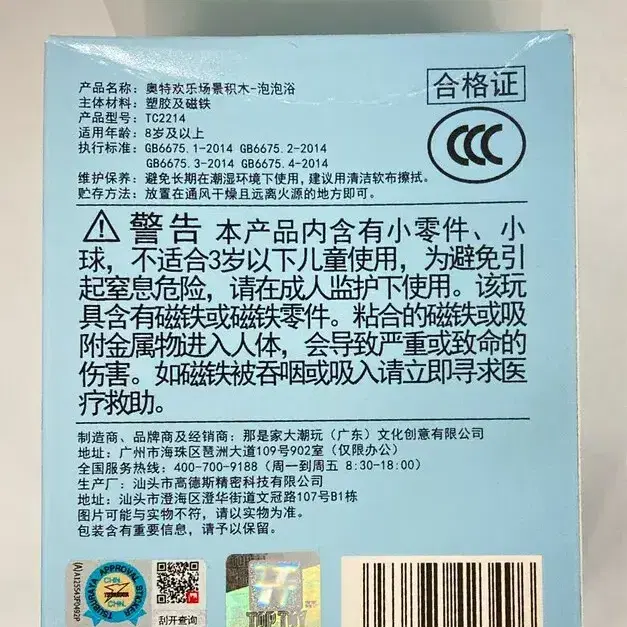 产品名称：奥特欢乐场景积木-泡泡浴
主体材料：塑胶及磁铁
产品型号：TC2214
适用年龄：8岁及以上
执行标准：GB6675.1-2014 GB6675.2-2014
GB6675.3-2014 GB6675.4-2014
维护保养：避免长期在潮湿环境下使用，建议用清洁软布擦拭。
贮存方法：放置在通风干燥且远离火源的地方即可。
合格证
CCC
警告 本产品内含有小零件、小
球，不适合3岁以下儿童使用，为避免引
起窒息危险，请在成人监护下使用。该玩
具含有磁铁或磁铁零件。粘合的磁铁或吸
附金属物进入人体，会导致严重或致命的
伤害。如磁铁被吞咽或吸入请立即寻求医
疗救助。
制造商、品牌商及经销商：那是家大潮玩（广东）文化创意有限公司
地址：广州市海珠区琶洲大道109号902室（仅限办公）
全国服务热线：400-700-9188（周一到周五 8:30-18:00）
生产厂：汕头市高德斯精密科技有限公司
地址：汕头市澄海区澄华街道文冠路107号B1栋
图片可能与实物不符，请以实物为准。
包装含有重要信息，请予以保留。
TSUBURAYA APPROVAL STICKER
CHN
CHN.
刮开查询